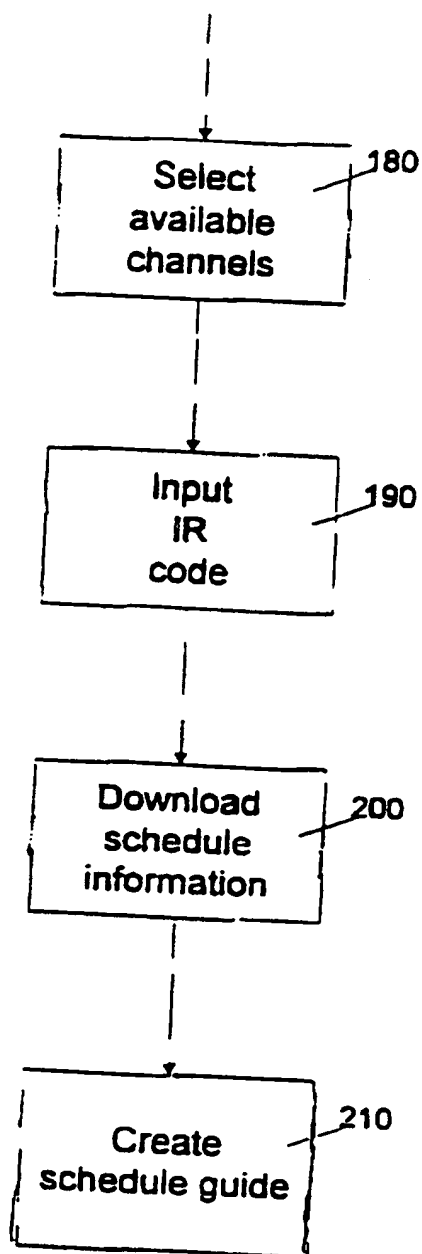 Select
available
channels
180
Input
IR
code
190
Download
schedule
information
200
Create
schedule guide
210